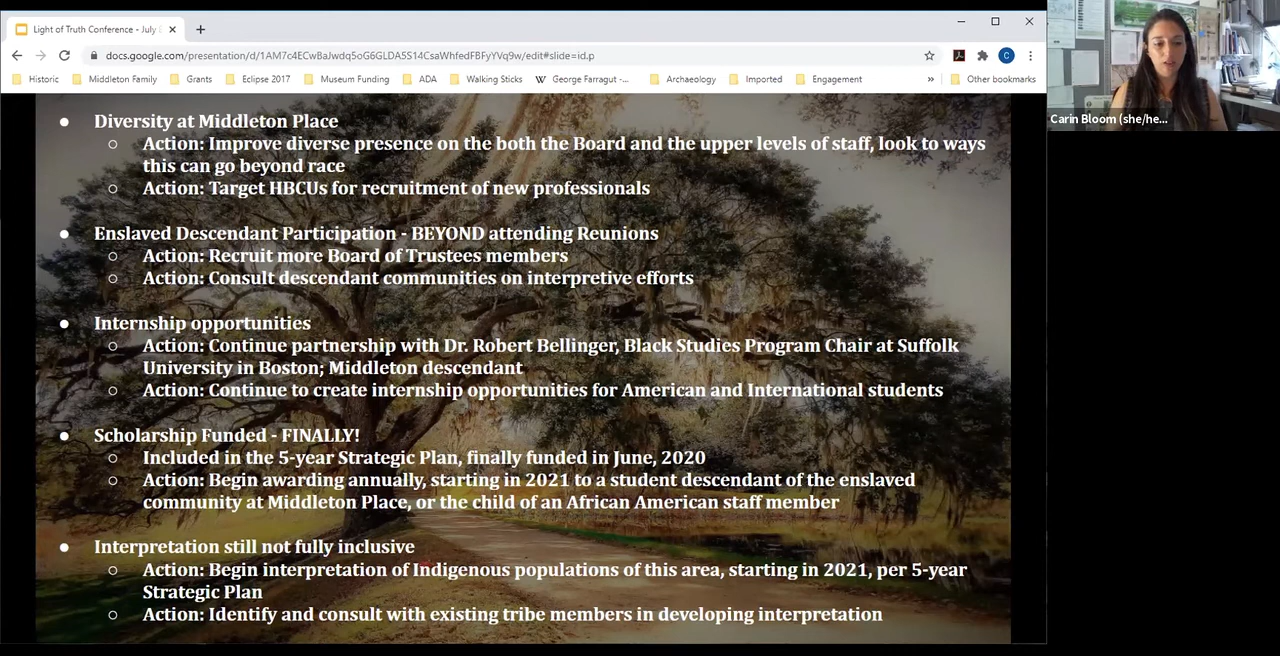 Light of Truth Conference - July
docs.google.com/presentation/d/1AM7c4ECwBaJwdq5oG6GLDA5S14CsaWhfedFBFyYVq9w/edit#slide=id.p
C
Historic
Middleton Family
Grants
Eclipse 2017
Museum Funding
ADA
Walking Sticks
W George Farragut -...
Archaeology
Imported
Engagement
»
Other bookmarks
Carin Bloom (she/he...
● Diversity at Middleton Place
○ Action: Improve diverse presence on the both the Board and the upper levels of staff, look to ways
this can go beyond race
○ Action: Target HBCUs for recruitment of new professionals
● Enslaved Descendant Participation - BEYOND attending Reunions
○ Action: Recruit more Board of Trustees members
○ Action: Consult descendant communities on interpretive efforts
● Internship opportunities
○ Action: Continue partnership with Dr. Robert Bellinger, Black Studies Program Chair at Suffolk
University in Boston; Middleton descendant
○ Action: Continue to create internship opportunities for American and International students
● Scholarship Funded - FINALLY!
○ Included in the 5-year Strategic Plan, finally funded in June, 2020
○ Action: Begin awarding annually, starting in 2021 to a student descendant of the enslaved
community at Middleton Place, or the child of an African American staff member
● Interpretation still not fully inclusive
○ Action: Begin interpretation of Indigenous populations of this area, starting in 2021, per 5-year
Strategic Plan
○ Action: Identify and consult with existing tribe members in developing interpretation